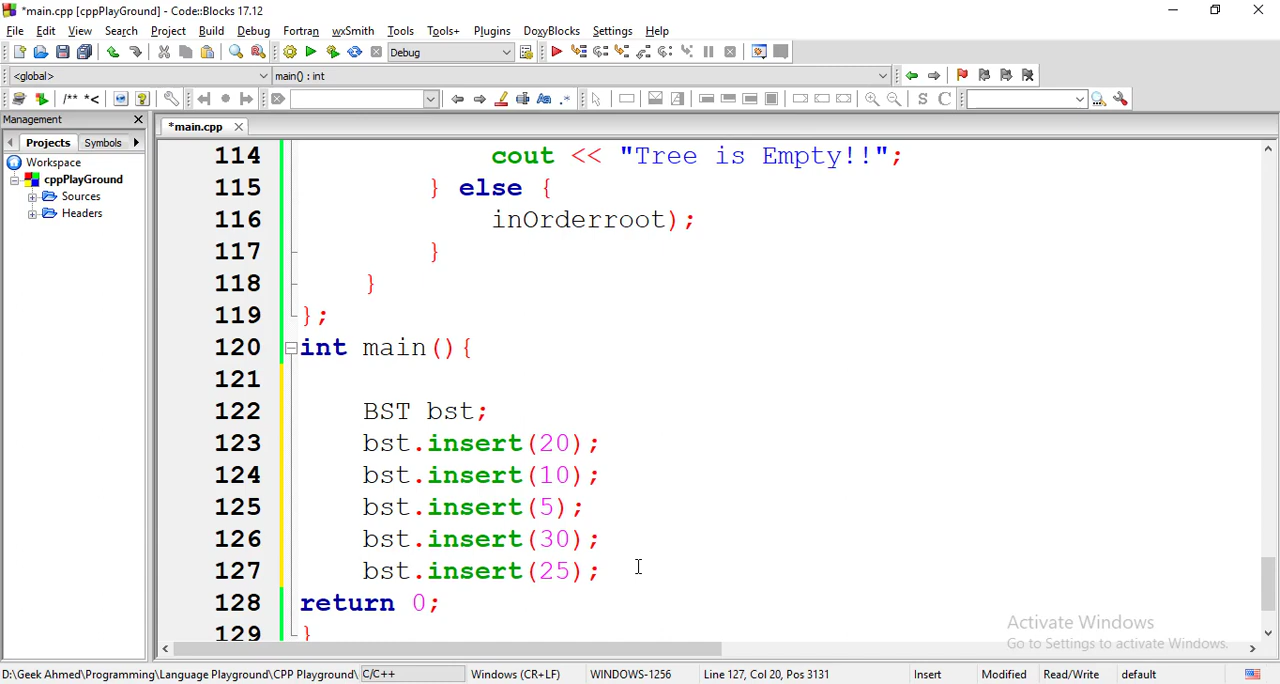 *main.cpp [cppPlayGround] - Code::Blocks 17.12
File Edit View Search Project Build Debug Fortran wxSmith Tools Tools+ Plugins DoxyBlocks Settings Help
Debug
<global> main() : int
/** *<
S C
Management
Projects Symbols
*main.cpp
Workspace
cppPlayGround
Sources
Headers
114 cout << "Tree is Empty!!";
115 } else {
116 inOrderroot);
117 }
118 }
119 };
120 int main(){
121
122 BST bst;
123 bst.insert(20);
124 bst.insert(10);
125 bst.insert(5);
126 bst.insert(30);
127 bst.insert(25);
128 return 0;
129 }
Activate Windows
Go to Settings to activate Windows.
D:\Geek Ahmed\Programming\Language Playground\CPP Playground\ C/C++ Windows (CR+LF) WINDOWS-1256 Line 127, Col 20, Pos 3131 Insert Modified Read/Write default